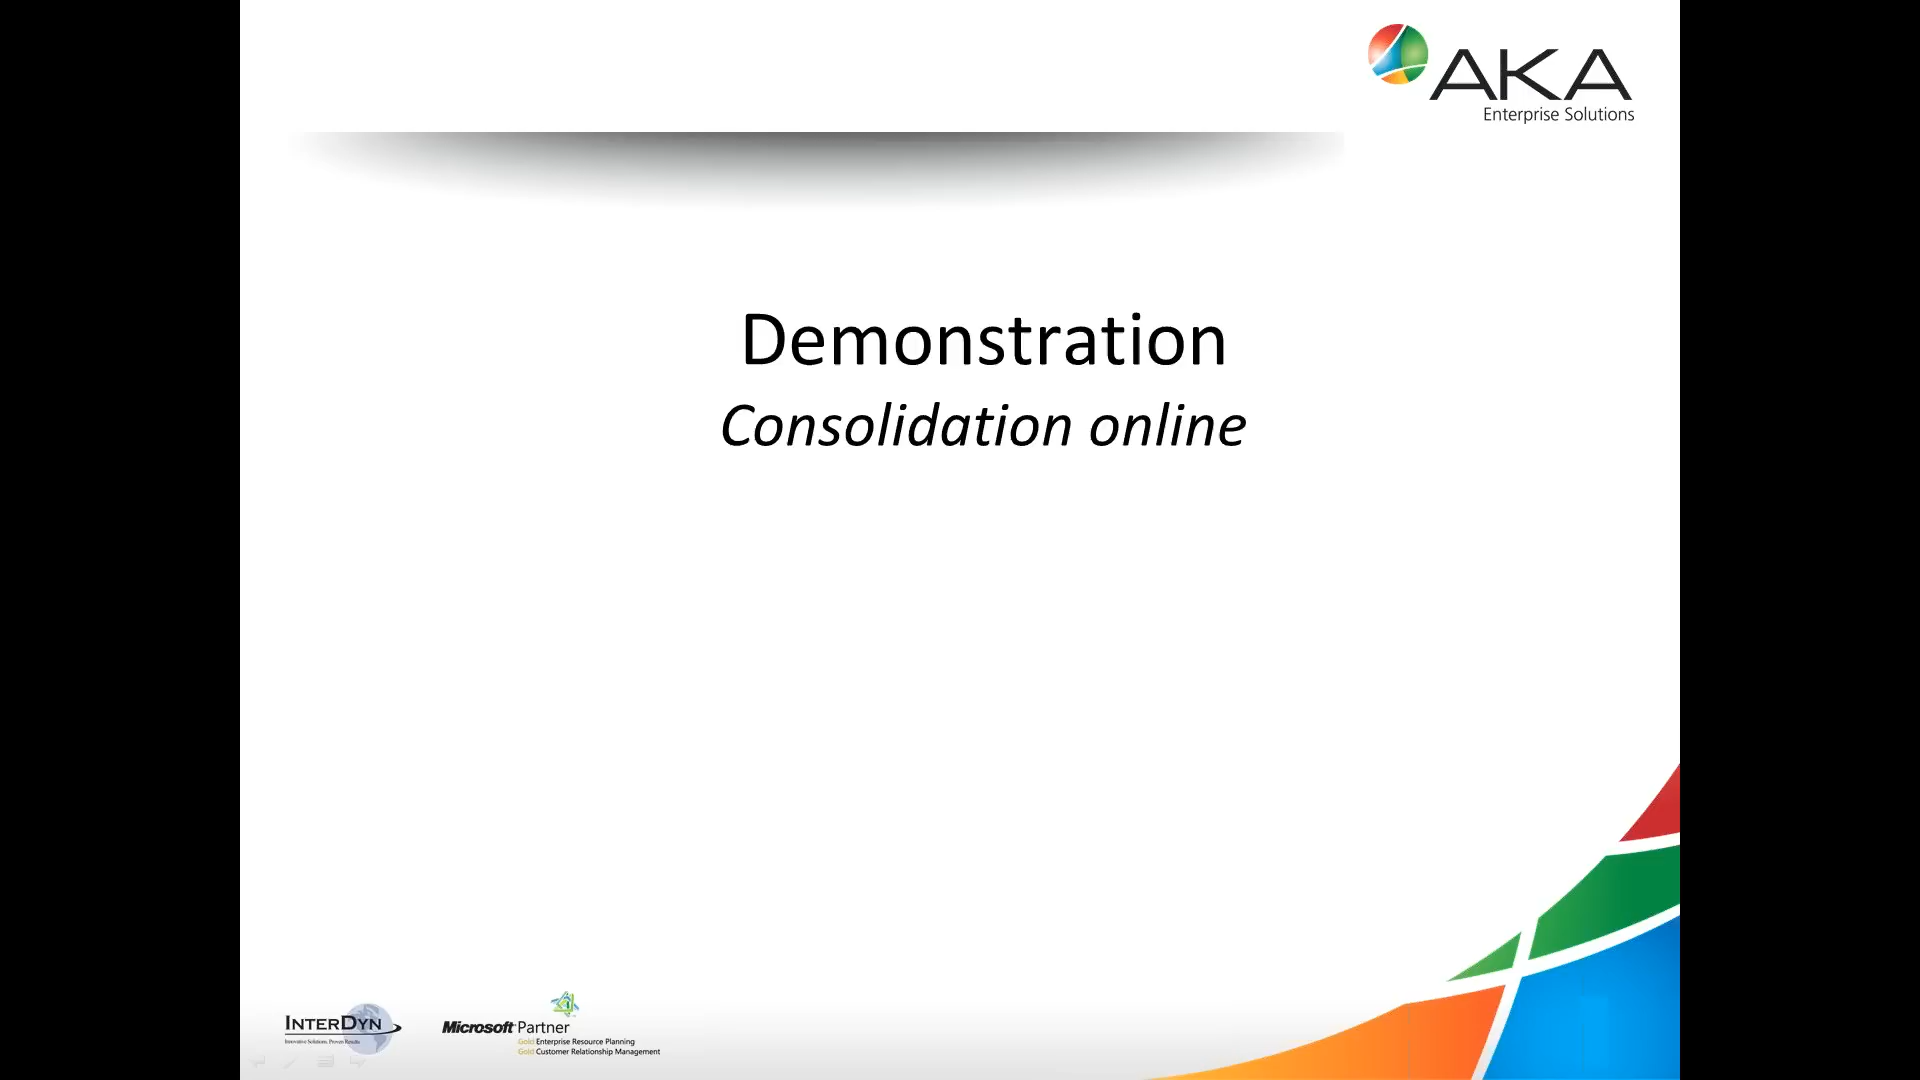 AKA
Enterprise Solutions
Demonstration
Consolidation online
INTERDYN
Innovative Solutions. Proven Results
Microsoft Partner
Gold Enterprise Resource Planning
Gold Customer Relationship Management